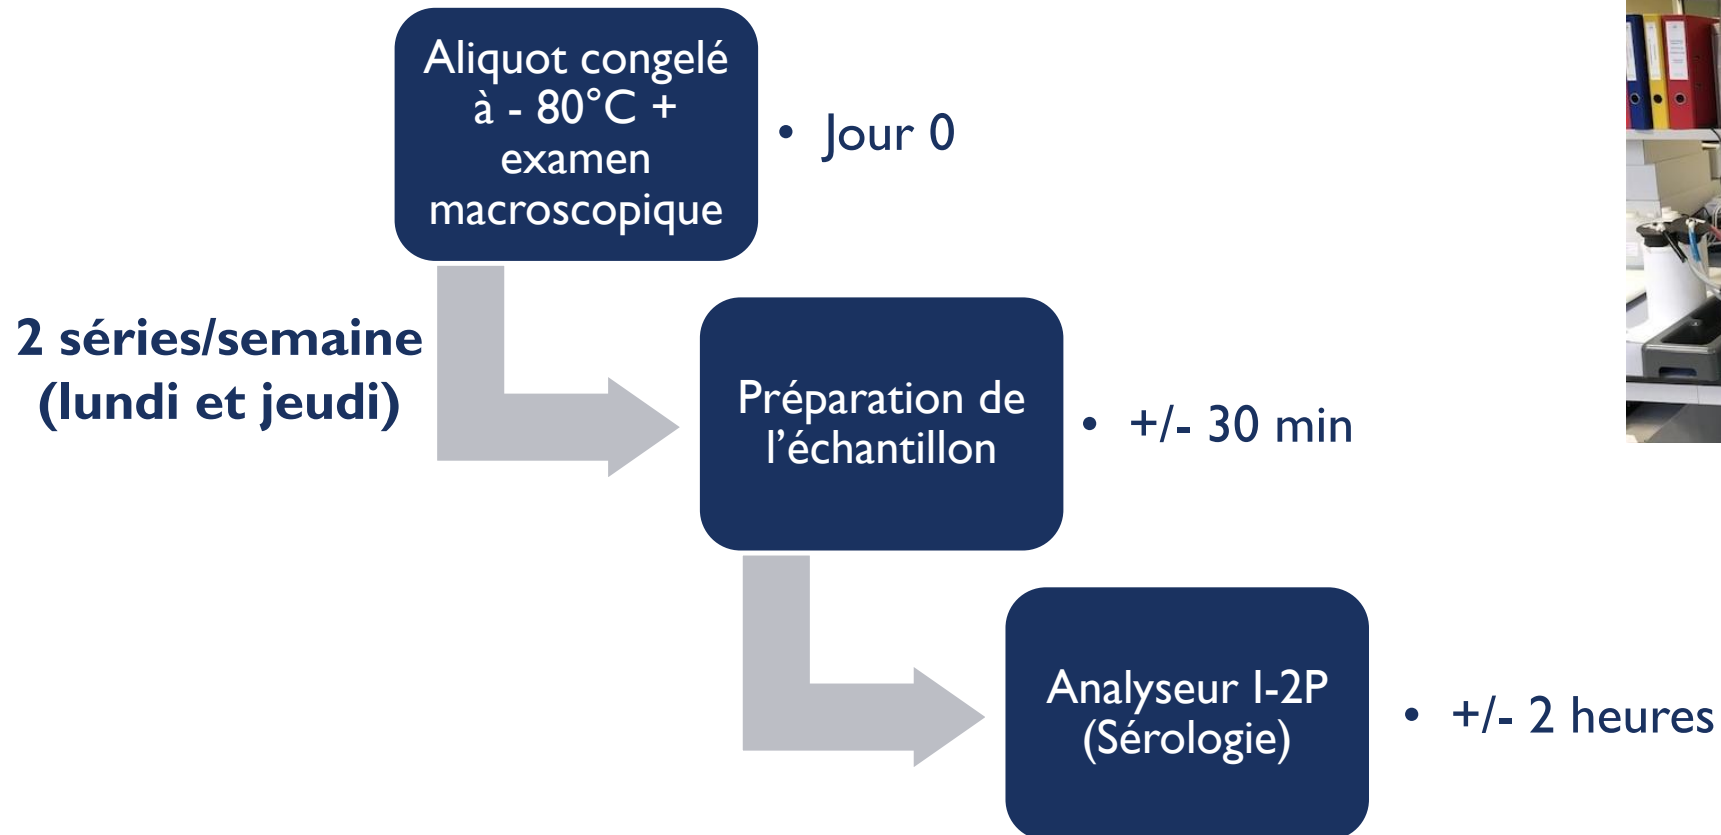 Aliquot congelé
à - 80°C +
examen
macroscopique
• Jour 0
2 séries/semaine
(lundi et jeudi)
Préparation de
l’échantillon
• +/- 30 min
Analyseur I-2P
(Sérologie)
• +/- 2 heures